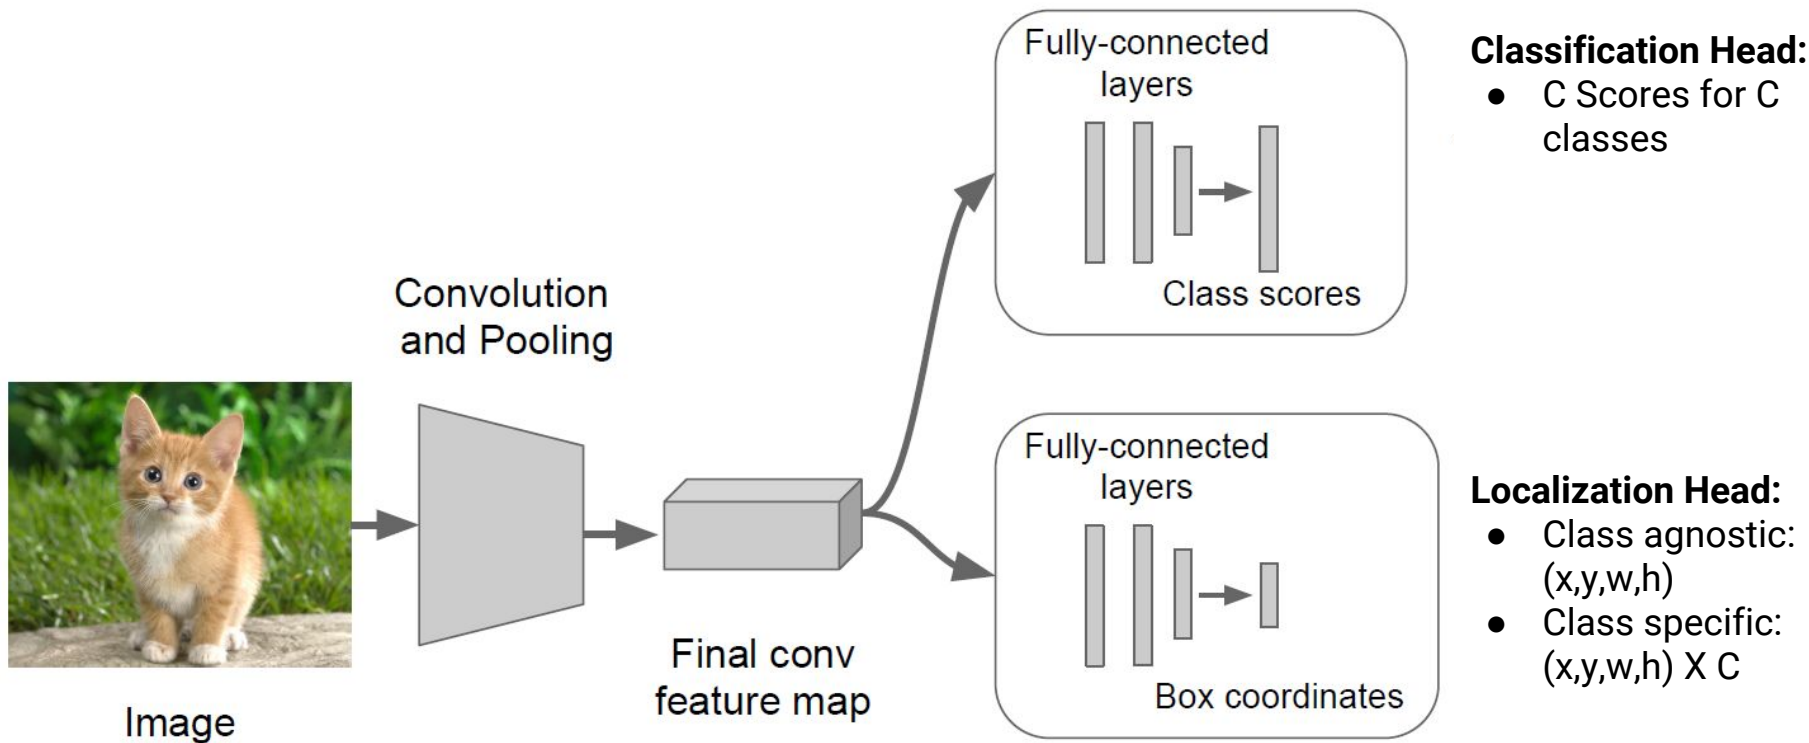 Fully-connected
layers
Class scores
Classification Head:
● C Scores for C
classes
Convolution
and Pooling
Image
Final conv
feature map
Fully-connected
layers
Box coordinates
Localization Head:
● Class agnostic:
(x,y,w,h)
● Class specific:
(x,y,w,h) X C